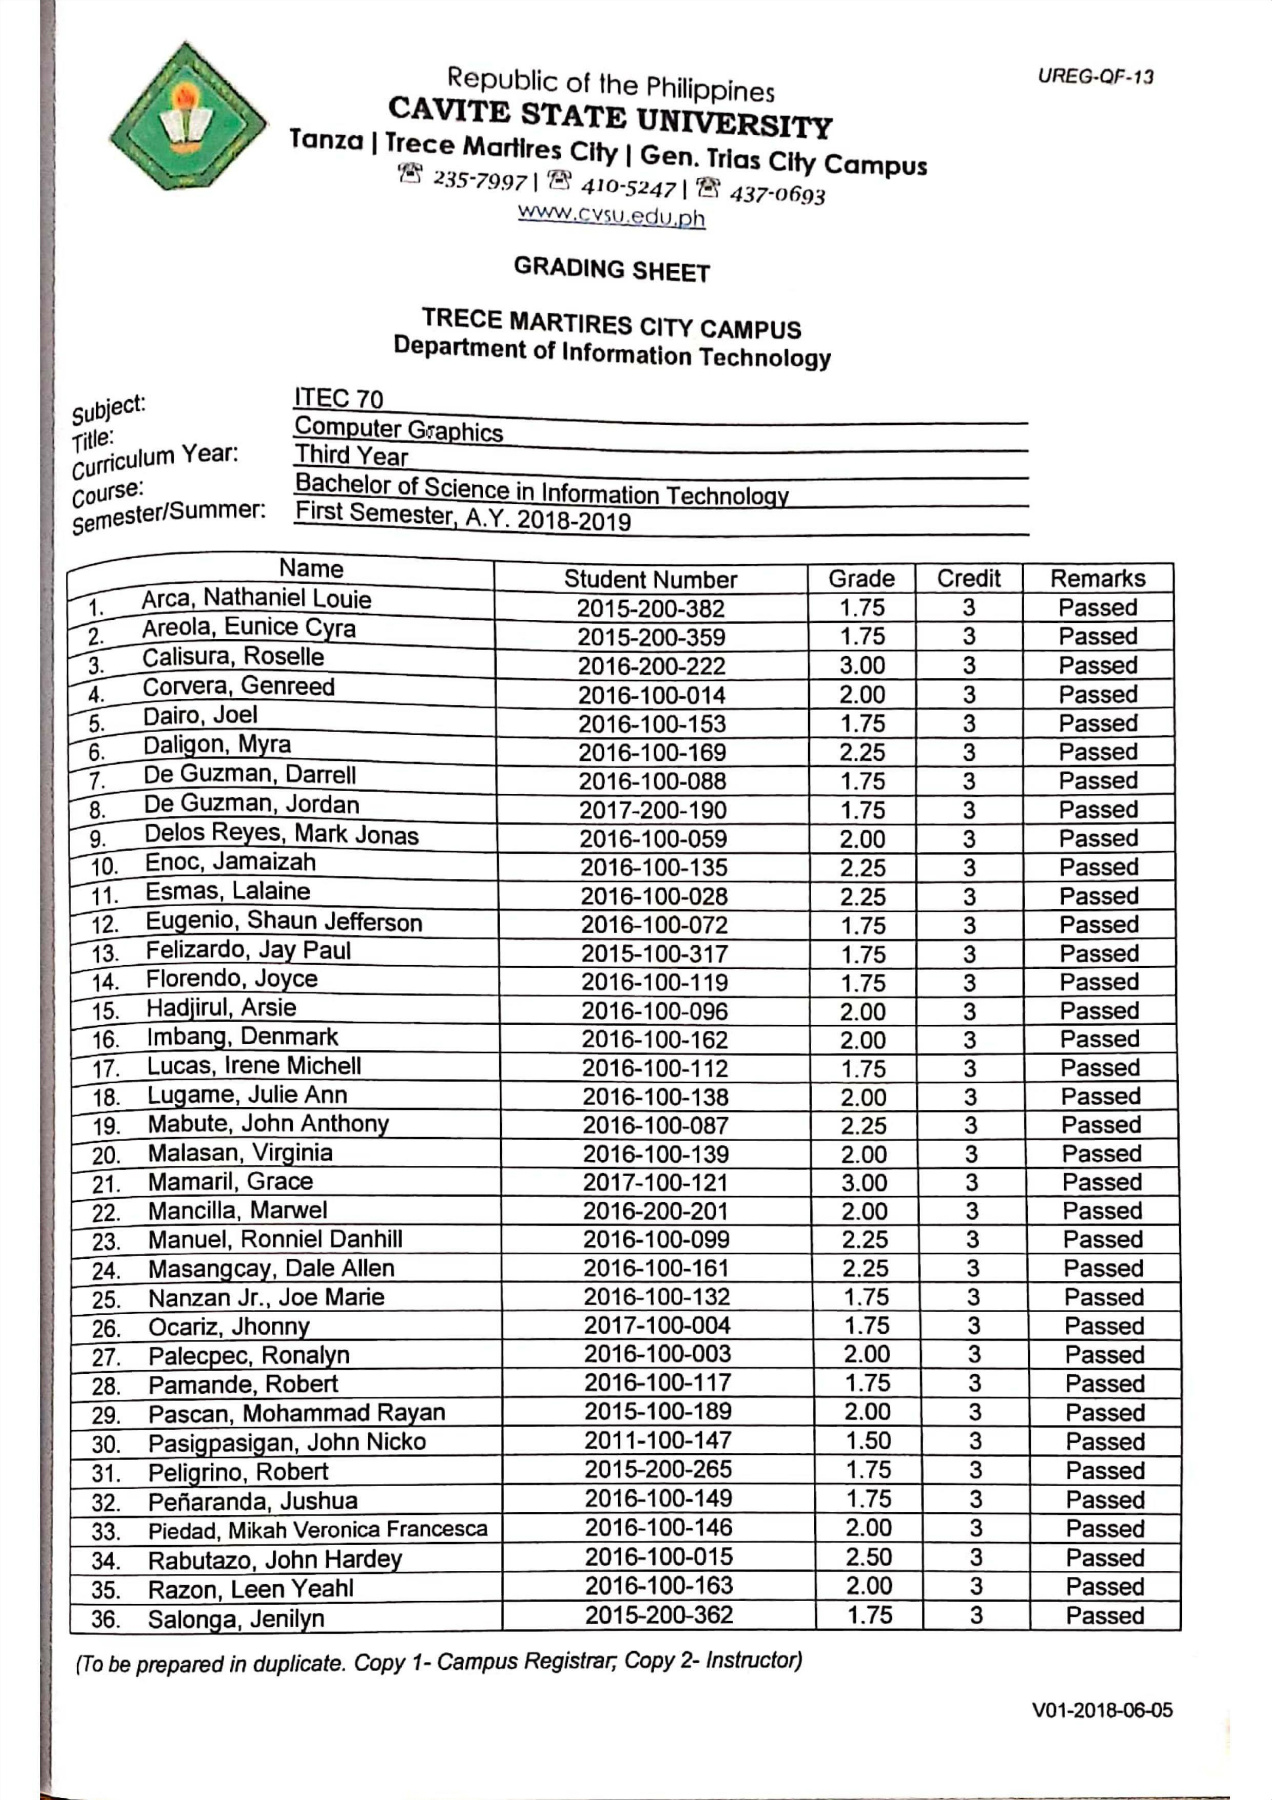 UREG-QF-13
Republic of the Philippines
CAVITE STATE UNIVERSITY
Tanza | Trece Martires City | Gen. Trias City Campus
☎ 235-7997 | ☎ 410-5247 | ☎ 437-0693
www.cvsu.edu.ph
GRADING SHEET
TRECE MARTIRES CITY CAMPUS
Department of Information Technology
Subject: ITEC 70
Title: Computer Graphics
Curriculum Year: Third Year
Course: Bachelor of Science in Information Technology
Semester/Summer: First Semester, A.Y. 2018-2019
Name Student Number Grade Credit Remarks
1. Arca, Nathaniel Louie 2015-200-382 1.75 3 Passed
2. Areola, Eunice Cyra 2015-200-359 1.75 3 Passed
3. Calisura, Roselle 2016-200-222 3.00 3 Passed
4. Corvera, Genreed 2016-100-014 2.00 3 Passed
5. Dairo, Joel 2016-100-153 1.75 3 Passed
6. Daligon, Myra 2016-100-169 2.25 3 Passed
7. De Guzman, Darrell 2016-100-088 1.75 3 Passed
8. De Guzman, Jordan 2017-200-190 1.75 3 Passed
9. Delos Reyes, Mark Jonas 2016-100-059 2.00 3 Passed
10. Enoc, Jamaizah 2016-100-135 2.25 3 Passed
11. Esmas, Lalaine 2016-100-028 2.25 3 Passed
12. Eugenio, Shaun Jefferson 2016-100-072 1.75 3 Passed
13. Felizardo, Jay Paul 2015-100-317 1.75 3 Passed
14. Florendo, Joyce 2016-100-119 1.75 3 Passed
15. Hadjirul, Arsie 2016-100-096 2.00 3 Passed
16. Imbang, Denmark 2016-100-162 2.00 3 Passed
17. Lucas, Irene Michell 2016-100-112 1.75 3 Passed
18. Lugame, Julie Ann 2016-100-138 2.00 3 Passed
19. Mabute, John Anthony 2016-100-087 2.25 3 Passed
20. Malasan, Virginia 2016-100-139 2.00 3 Passed
21. Mamaril, Grace 2017-100-121 3.00 3 Passed
22. Mancilla, Marwel 2016-200-201 2.00 3 Passed
23. Manuel, Ronniel Danhill 2016-100-099 2.25 3 Passed
24. Masangcay, Dale Allen 2016-100-161 2.25 3 Passed
25. Nanzan Jr., Joe Marie 2016-100-132 1.75 3 Passed
26. Ocariz, Jhonny 2017-100-004 1.75 3 Passed
27. Palecpec, Ronalyn 2016-100-003 2.00 3 Passed
28. Pamande, Robert 2016-100-117 1.75 3 Passed
29. Pascan, Mohammad Rayan 2015-100-189 2.00 3 Passed
30. Pasigpasigan, John Nicko 2011-100-147 1.50 3 Passed
31. Peligrino, Robert 2015-200-265 1.75 3 Passed
32. Peñaranda, Jushua 2016-100-149 1.75 3 Passed
33. Piedad, Mikah Veronica Francesca 2016-100-146 2.00 3 Passed
34. Rabutazo, John Hardey 2016-100-015 2.50 3 Passed
35. Razon, Leen Yeahl 2016-100-163 2.00 3 Passed
36. Salonga, Jenilyn 2015-200-362 1.75 3 Passed
(To be prepared in duplicate. Copy 1- Campus Registrar; Copy 2- Instructor)
V01-2018-06-05